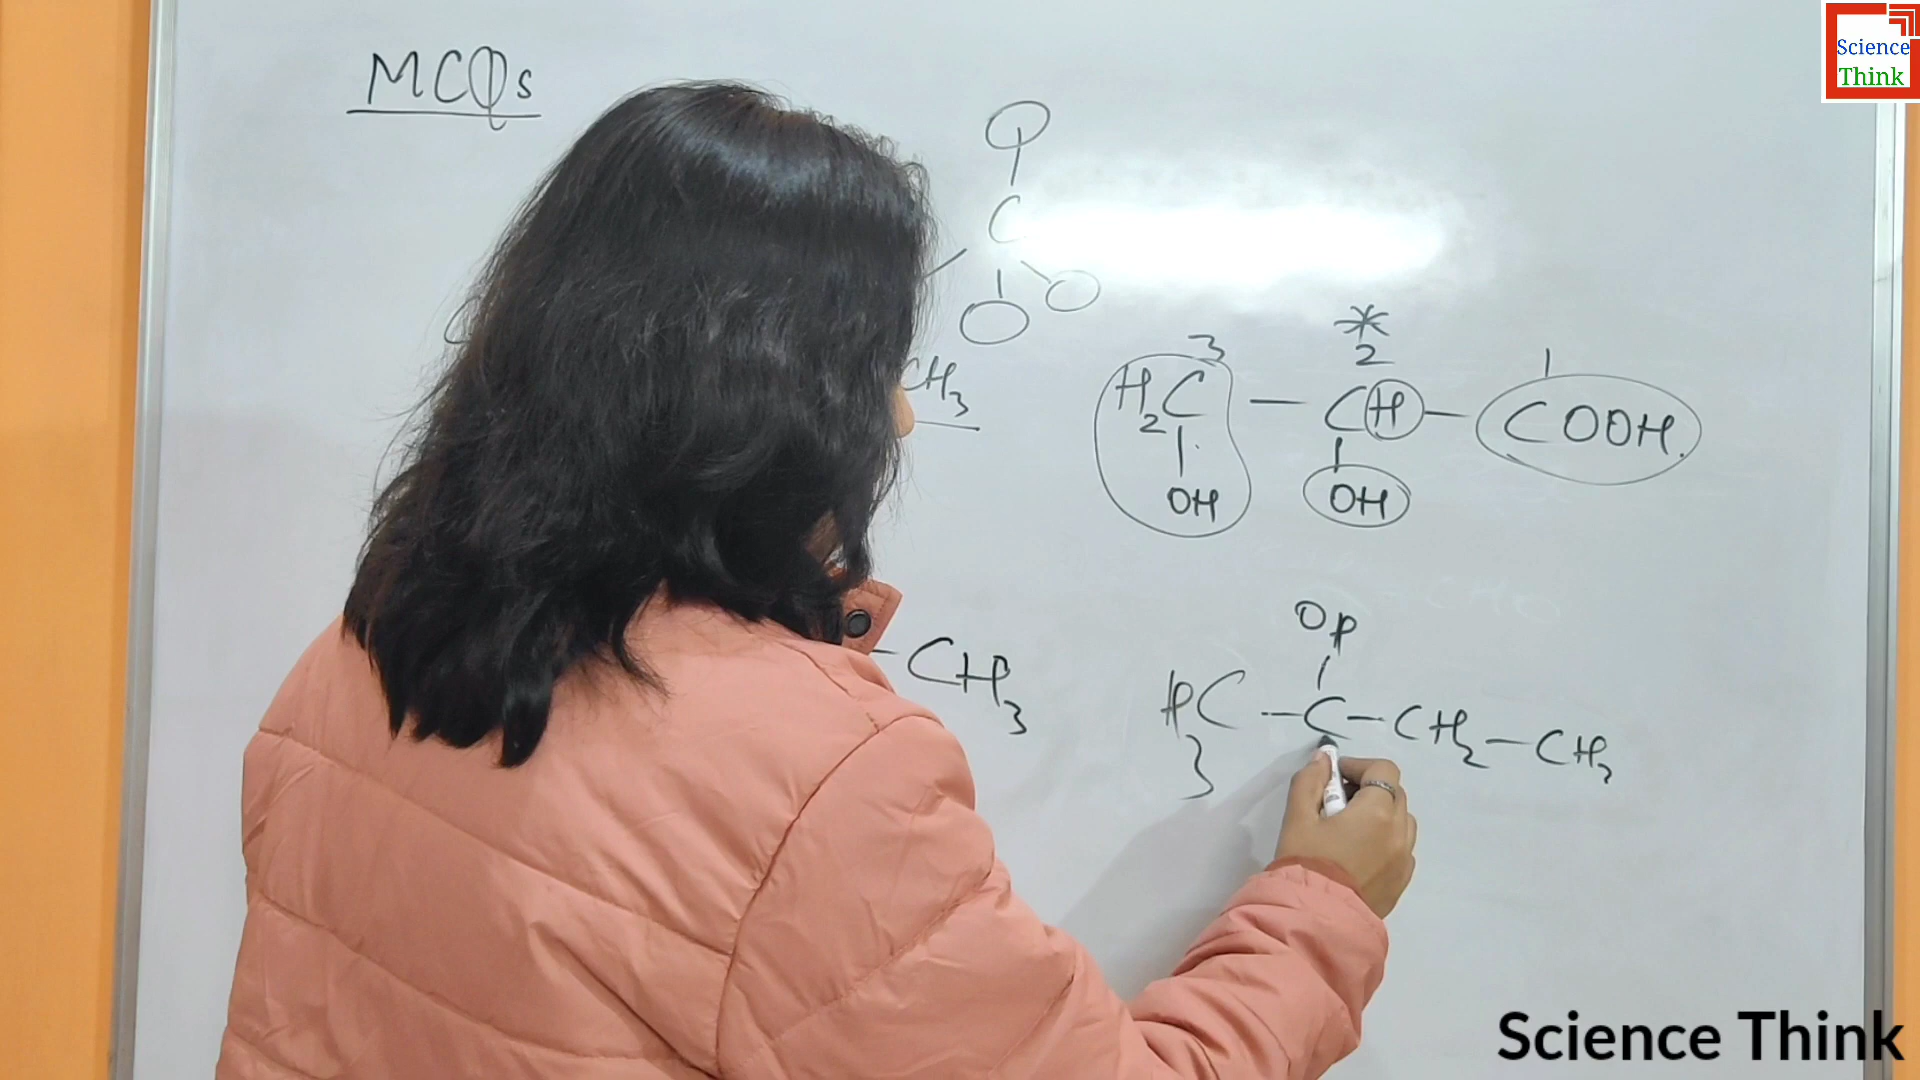 Science
Think
MCQs
C
CH3
3
*
2
1
H2C — CH — COOH.
OH
OH
CH3
OH
H3C — C — CH2 — CH3
Science Think